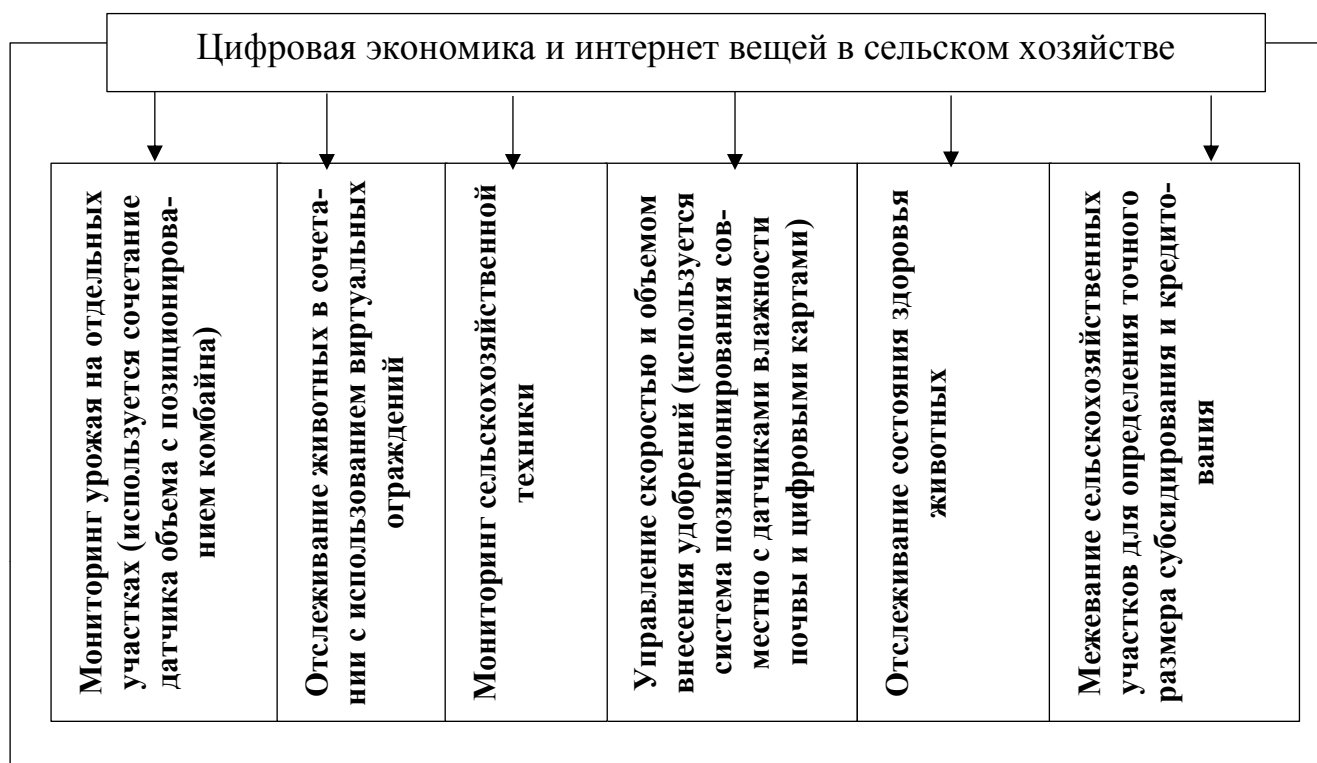 Цифровая экономика и интернет вещей в сельском хозяйстве
Мониторинг урожая на отдельных
участках (используется сочетание
датчика объема с позиционирова-
нием комбайна)
Отслеживание животных в сочета-
нии с использованием виртуальных
ограждений
Мониторинг сельскохозяйственной
техники
Управление скоростью и объемом
внесения удобрений (используется
система позиционирования сов-
местно с датчиками влажности
почвы и цифровыми картами)
Отслеживание состояния здоровья
животных
Межевание сельскохозяйственных
участков для определения точного
размера субсидирования и кредито-
вания